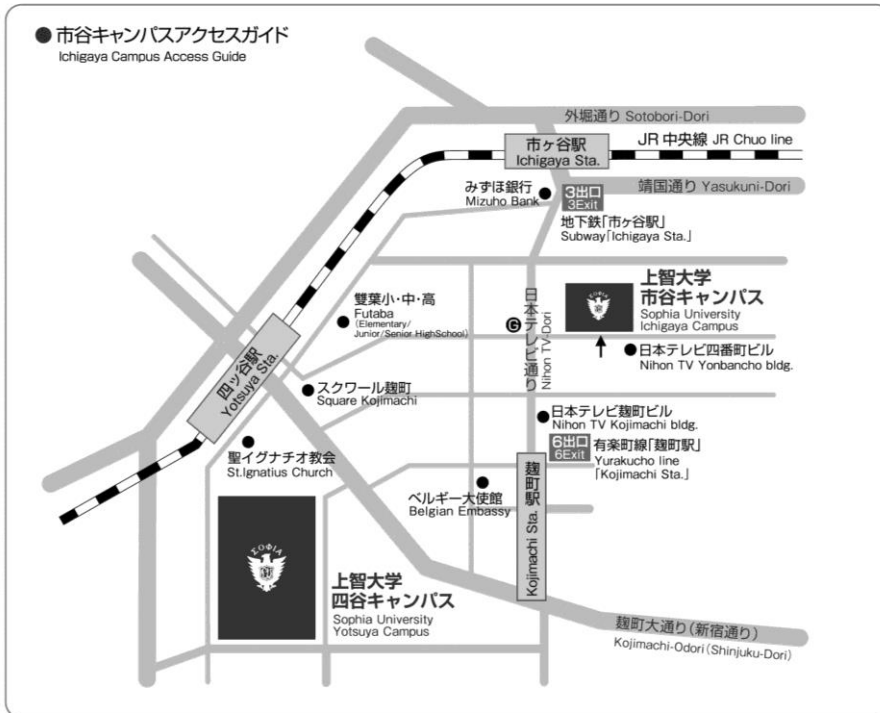 ● 市谷キャンパスアクセスガイド
Ichigaya Campus Access Guide
外堀通り Sotobori-Dori
市ヶ谷駅
Ichigaya Sta.
JR 中央線 JR Chuo line
みずほ銀行
Mizuho Bank
3出口
3Exit
靖国通り Yasukuni-Dori
地下鉄「市ヶ谷駅」
Subway「Ichigaya Sta.」
雙葉小・中・高
Futaba
(Elementary/
Junior/Senior HighSchool)
G
日本テレビ通り
Nihon TV-Dori
ΣΟΦΙΑ
上智大学
市谷キャンパス
Sophia University
Ichigaya Campus
日本テレビ四番町ビル
Nihon TV Yonbancho bldg.
四ッ谷駅
Yotsuya Sta.
スクワール麹町
Square Kojimachi
日本テレビ麹町ビル
Nihon TV Kojimachi bldg.
6出口
6Exit
有楽町線「麹町駅」
Yurakucho line
「Kojimachi Sta.」
聖イグナチオ教会
St.Ignatius Church
ベルギー大使館
Belgian Embassy
麹町駅
Kojimachi Sta.
ΣΟΦΙΑ
上智大学
四谷キャンパス
Sophia University
Yotsuya Campus
麹町大通り(新宿通り)
Kojimachi-Odori(Shinjuku-Dori)